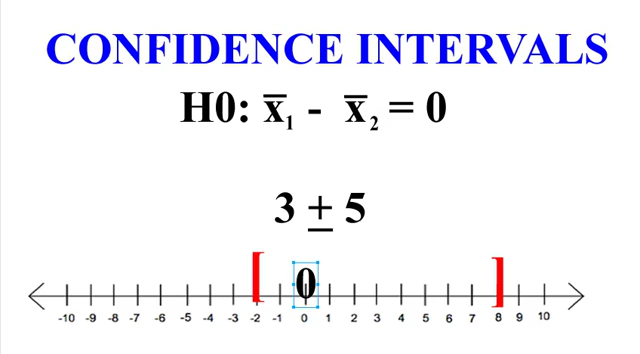 CONFIDENCE INTERVALS
H0: x̅₁ - x̅₂ = 0
3 ± 5
[ 0 ]
-10 -9 -8 -7 -6 -5 -4 -3 -2 -1 0 1 2 3 4 5 6 7 8 9 10